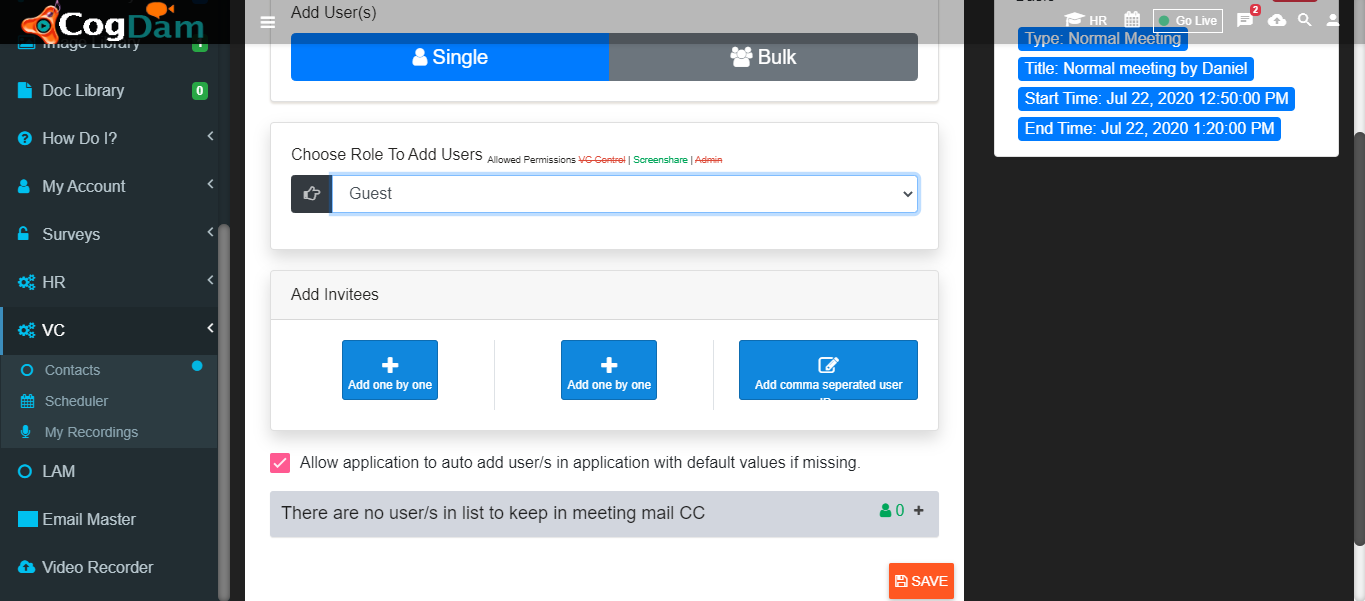 CogDam
Image Library
Doc Library 0
How Do I?
My Account
Surveys
HR
VC
Contacts
Scheduler
My Recordings
LAM
Email Master
Video Recorder
Add User(s)
Single
Bulk
Choose Role To Add Users Allowed Permissions VC Control | Screenshare | Admin
Guest
Add Invitees
Add one by one
Add one by one
Add comma seperated user
Allow application to auto add user/s in application with default values if missing.
There are no user/s in list to keep in meeting mail CC 0
SAVE
HR
Go Live
2
Type: Normal Meeting
Title: Normal meeting by Daniel
Start Time: Jul 22, 2020 12:50:00 PM
End Time: Jul 22, 2020 1:20:00 PM